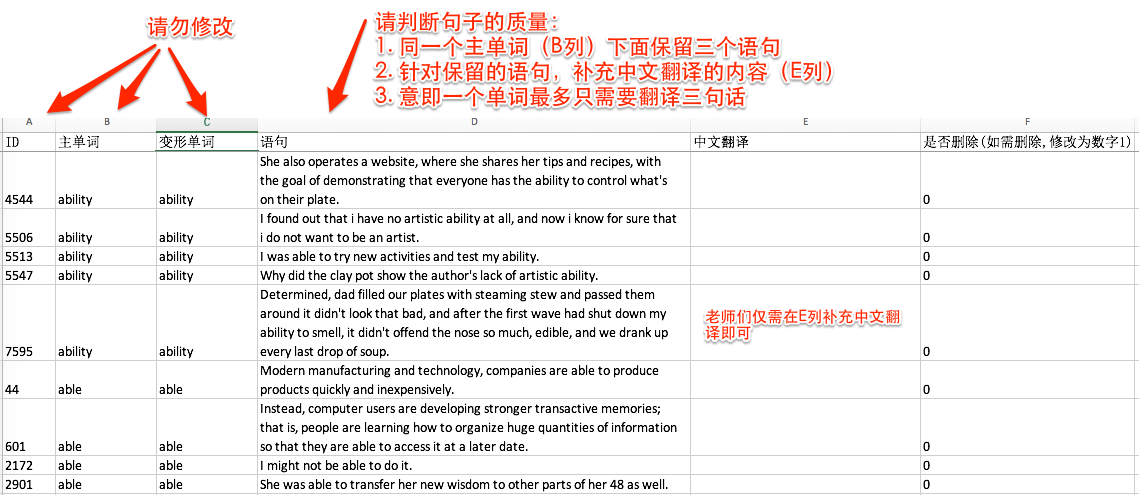 请勿修改
请判断句子的质量：
1. 同一个主单词（B列）下面保留三个语句
2. 针对保留的语句，补充中文翻译的内容（E列）
3. 意即一个单词最多只需要翻译三句话
A B C D E F
ID 主单词 变形单词 语句 中文翻译 是否删除(如需删除,修改为数字1)
She also operates a website, where she shares her tips and recipes, with
the goal of demonstrating that everyone has the ability to control what's
4544 ability ability on their plate. 0
I found out that i have no artistic ability at all, and now i know for sure that
5506 ability ability i do not want to be an artist. 0
5513 ability ability I was able to try new activities and test my ability. 0
5547 ability ability Why did the clay pot show the author's lack of artistic ability. 0
Determined, dad filled our plates with steaming stew and passed them
around it didn't look that bad, and after the first wave had shut down my
ability to smell, it didn't offend the nose so much, edible, and we drank up
7595 ability ability every last drop of soup. 0
老师们仅需在E列补充中文翻
译即可
Modern manufacturing and technology, companies are able to produce
44 able able products quickly and inexpensively. 0
Instead, computer users are developing stronger transactive memories;
that is, people are learning how to organize huge quantities of information
601 able able so that they are able to access it at a later date. 0
2172 able able I might not be able to do it. 0
2901 able able She was able to transfer her new wisdom to other parts of her 48 as well. 0